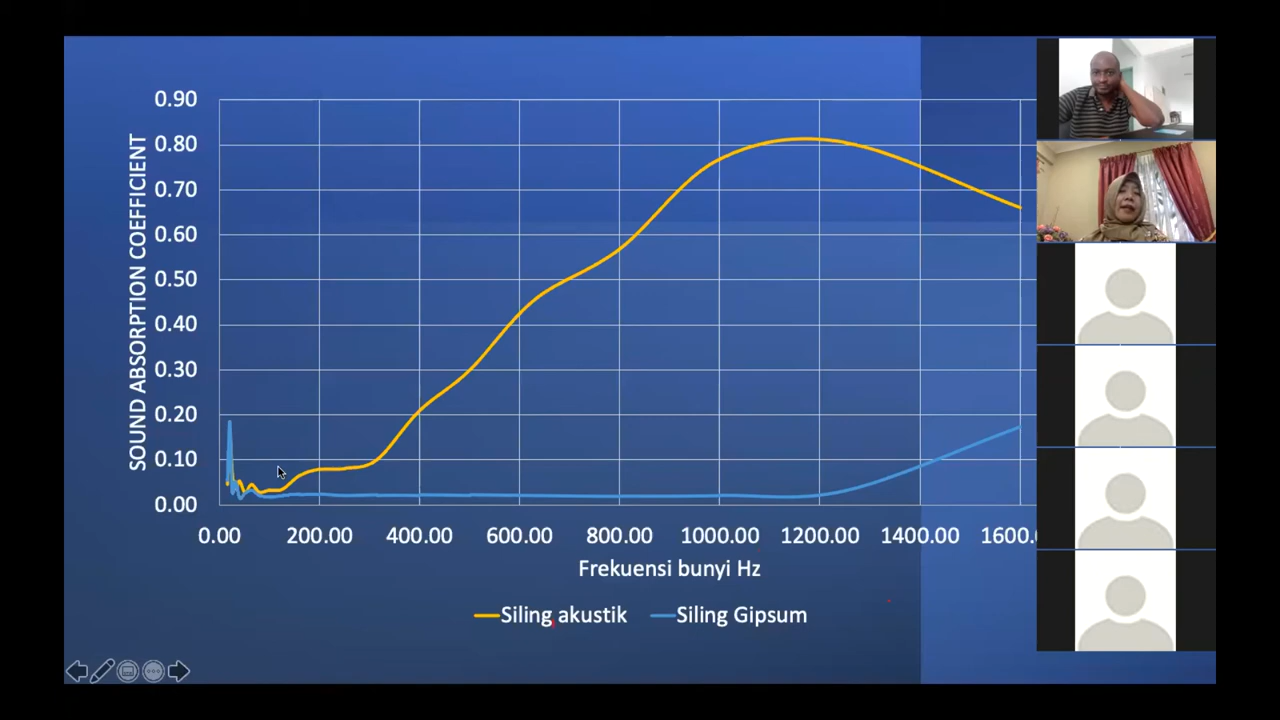 0.90
0.80
0.70
0.60
0.50
0.40
0.30
0.20
0.10
0.00
SOUND ABSORPTION COEFFICIENT
0.00 200.00 400.00 600.00 800.00 1000.00 1200.00 1400.00 1600.
Frekuensi bunyi Hz
Siling akustik Siling Gipsum